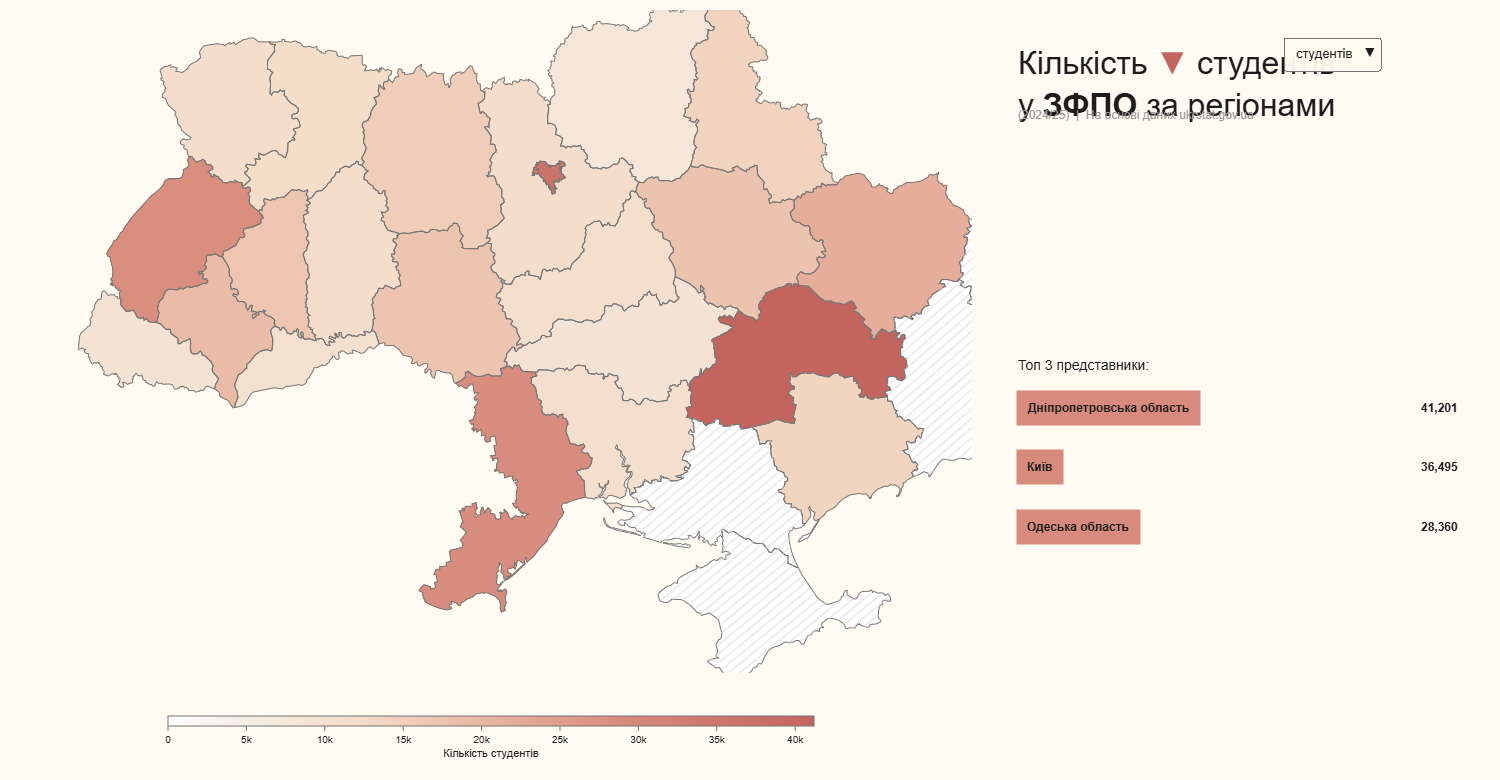 Кількість ▼ студентів
студентів ▼
у ЗФПО за регіонами
(2024/25) | На основі даних ukrstat.gov.ua
Топ 3 представники:
Дніпропетровська область 41,201
Київ 36,495
Одеська область 28,360
0 5k 10k 15k 20k 25k 30k 35k 40k
Кількість студентів